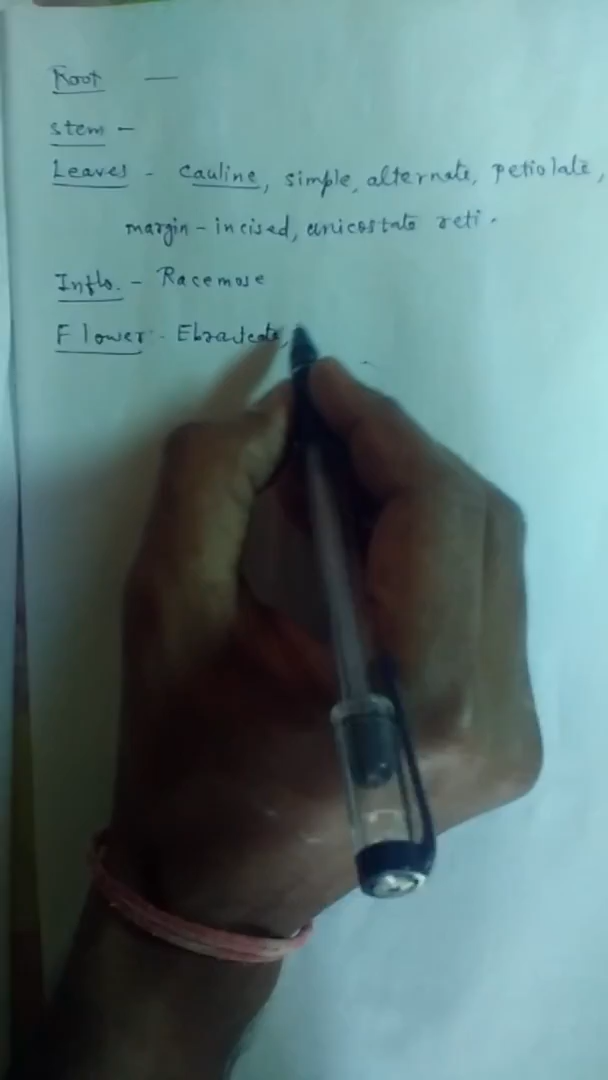 Root —
Stem -
Leaves - cauline, simple, alternate, petiolate,
margin - incised, unicostate reti.
Inflo. - Racemose
Flower - Ebracteate,